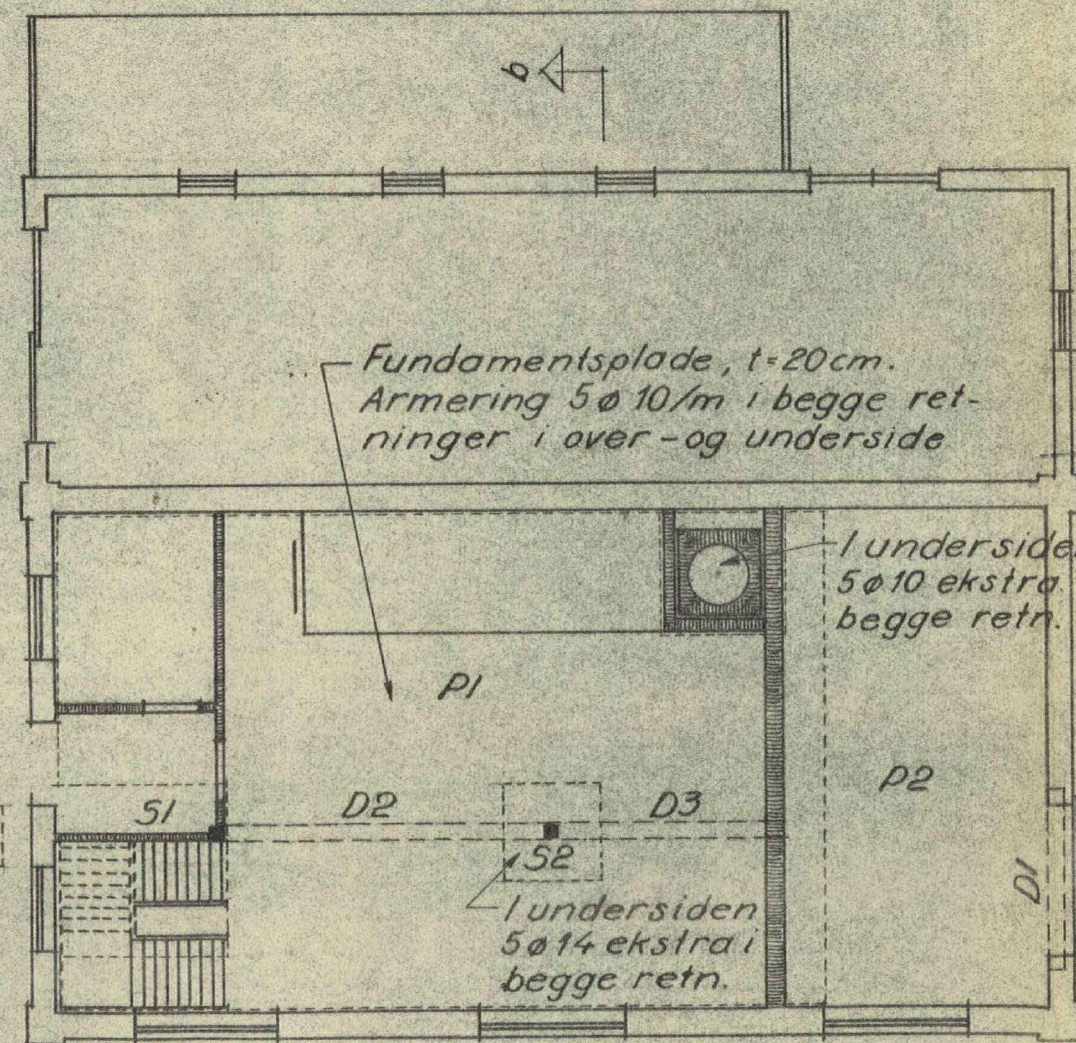 b
Fundamentsplade, t=20cm.
Armering 5ø10/m i begge ret-
ninger i over-og underside
I undersiden
5ø10 ekstra
begge retn.
P1
P2
S1
D2
D3
S2
D1
I undersiden
5ø14 ekstra i
begge retn.